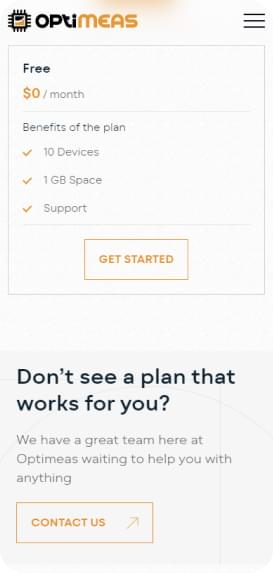 OPTIMEAS
Free
$0 / month
Benefits of the plan
10 Devices
1 GB Space
Support
GET STARTED
Don't see a plan that
works for you?
We have a great team here at
Optimeas waiting to help you with
anything
CONTACT US